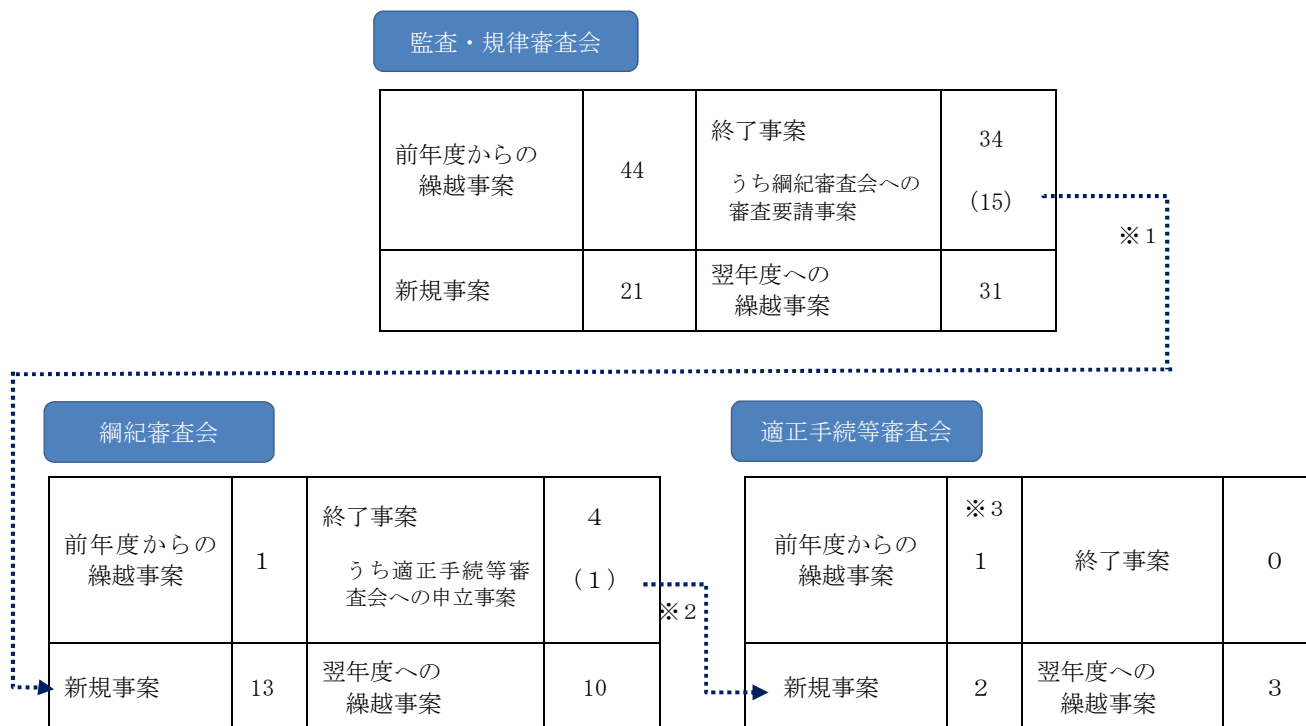 監査・規律審査会
前年度からの
繰越事案
44
終了事案
うち綱紀審査会への
審査要請事案
34
(15)
※1
新規事案
21
翌年度への
繰越事案
31
綱紀審査会
前年度からの
繰越事案
1
終了事案
うち適正手続等審
査会への申立事案
4
(1)
※2
新規事案
13
翌年度への
繰越事案
10
適正手続等審査会
前年度からの
繰越事案
※3
1
終了事案
0
新規事案
2
翌年度への
繰越事案
3